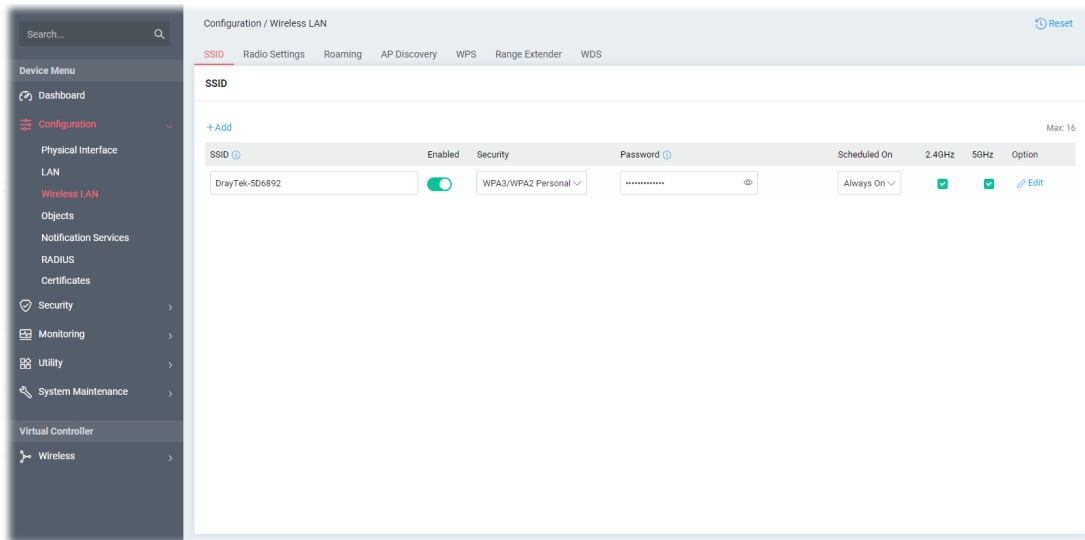 Search...
Device Menu
Dashboard
Configuration
Physical Interface
LAN
Wireless LAN
Objects
Notification Services
RADIUS
Certificates
Security
Monitoring
Utility
System Maintenance
Virtual Controller
Wireless
Configuration / Wireless LAN
Reset
SSID Radio Settings Roaming AP Discovery WPS Range Extender WDS
SSID
+Add
Max: 16
SSID Enabled Security Password Scheduled On 2.4GHz 5GHz Option
DrayTek-5D6892 WPA3/WPA2 Personal ••••••••••••• Always On Edit